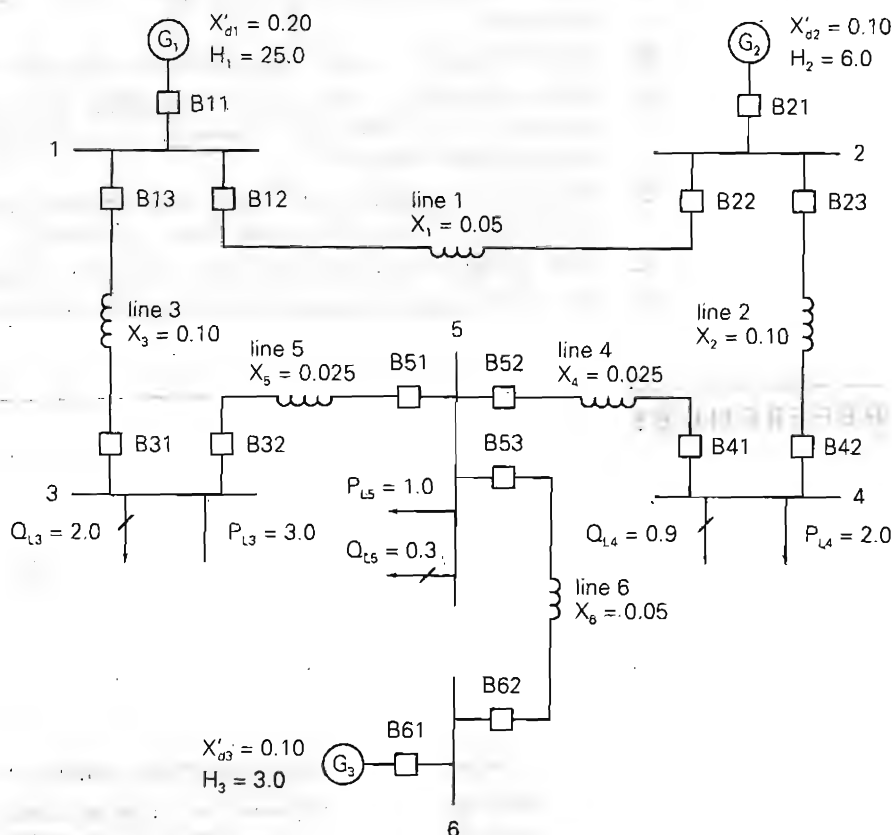 X'd1 = 0.20
H1 = 25.0
G1
B11
X'd2 = 0.10
H2 = 6.0
G2
B21
1
2
B13
B12
line 1
X1 = 0.05
B22
B23
line 3
X3 = 0.10
line 5
X5 = 0.025
B51
5
B52
line 4
X4 = 0.025
line 2
X2 = 0.10
B31
B32
B53
B41
B42
3
4
QL3 = 2.0
PL3 = 3.0
PL5 = 1.0
QL5 = 0.3
QL4 = 0.9
PL4 = 2.0
line 6
X6 = 0.05
B62
B61
X'd3 = 0.10
H3 = 3.0
G3
6